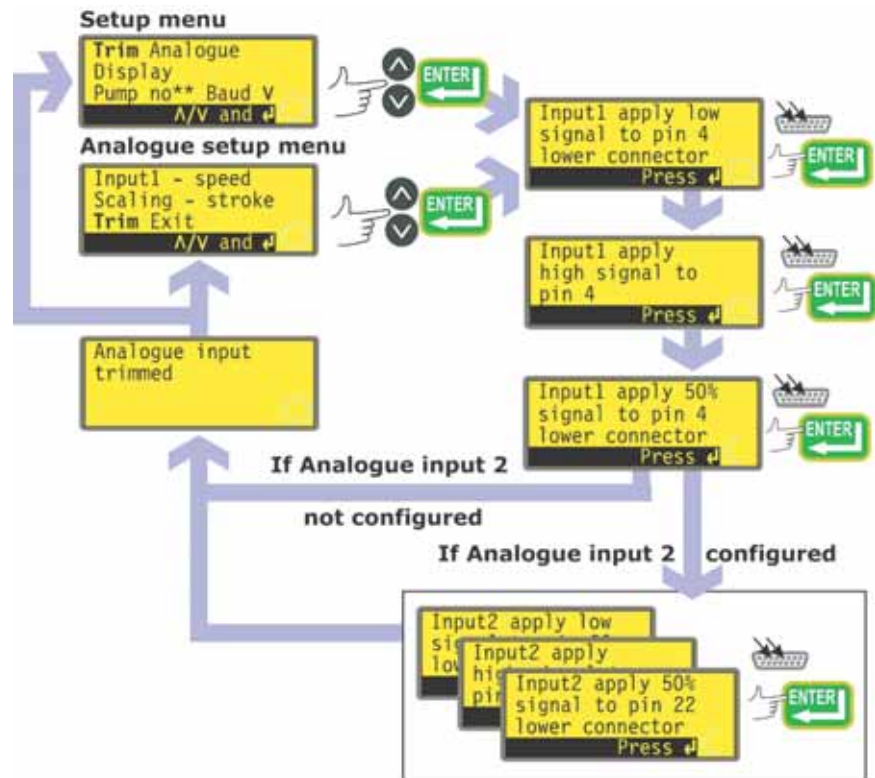 Setup menu
Trim Analogue
Display
Pump no** Baud V
Λ/V and ↵
ENTER
Input1 apply low
signal to pin 4
lower connector
Press ↵
ENTER
Analogue setup menu
Input1 - speed
Scaling - stroke
Trim Exit
Λ/V and ↵
ENTER
Input1 apply
high signal to
pin 4
Press ↵
ENTER
Analogue input
trimmed
Input1 apply 50%
signal to pin 4
lower connector
Press ↵
ENTER
If Analogue input 2
not configured
If Analogue input 2 configured
Input2 apply low
Input2 apply
Input2 apply 50%
signal to pin 22
lower connector
Press ↵
ENTER